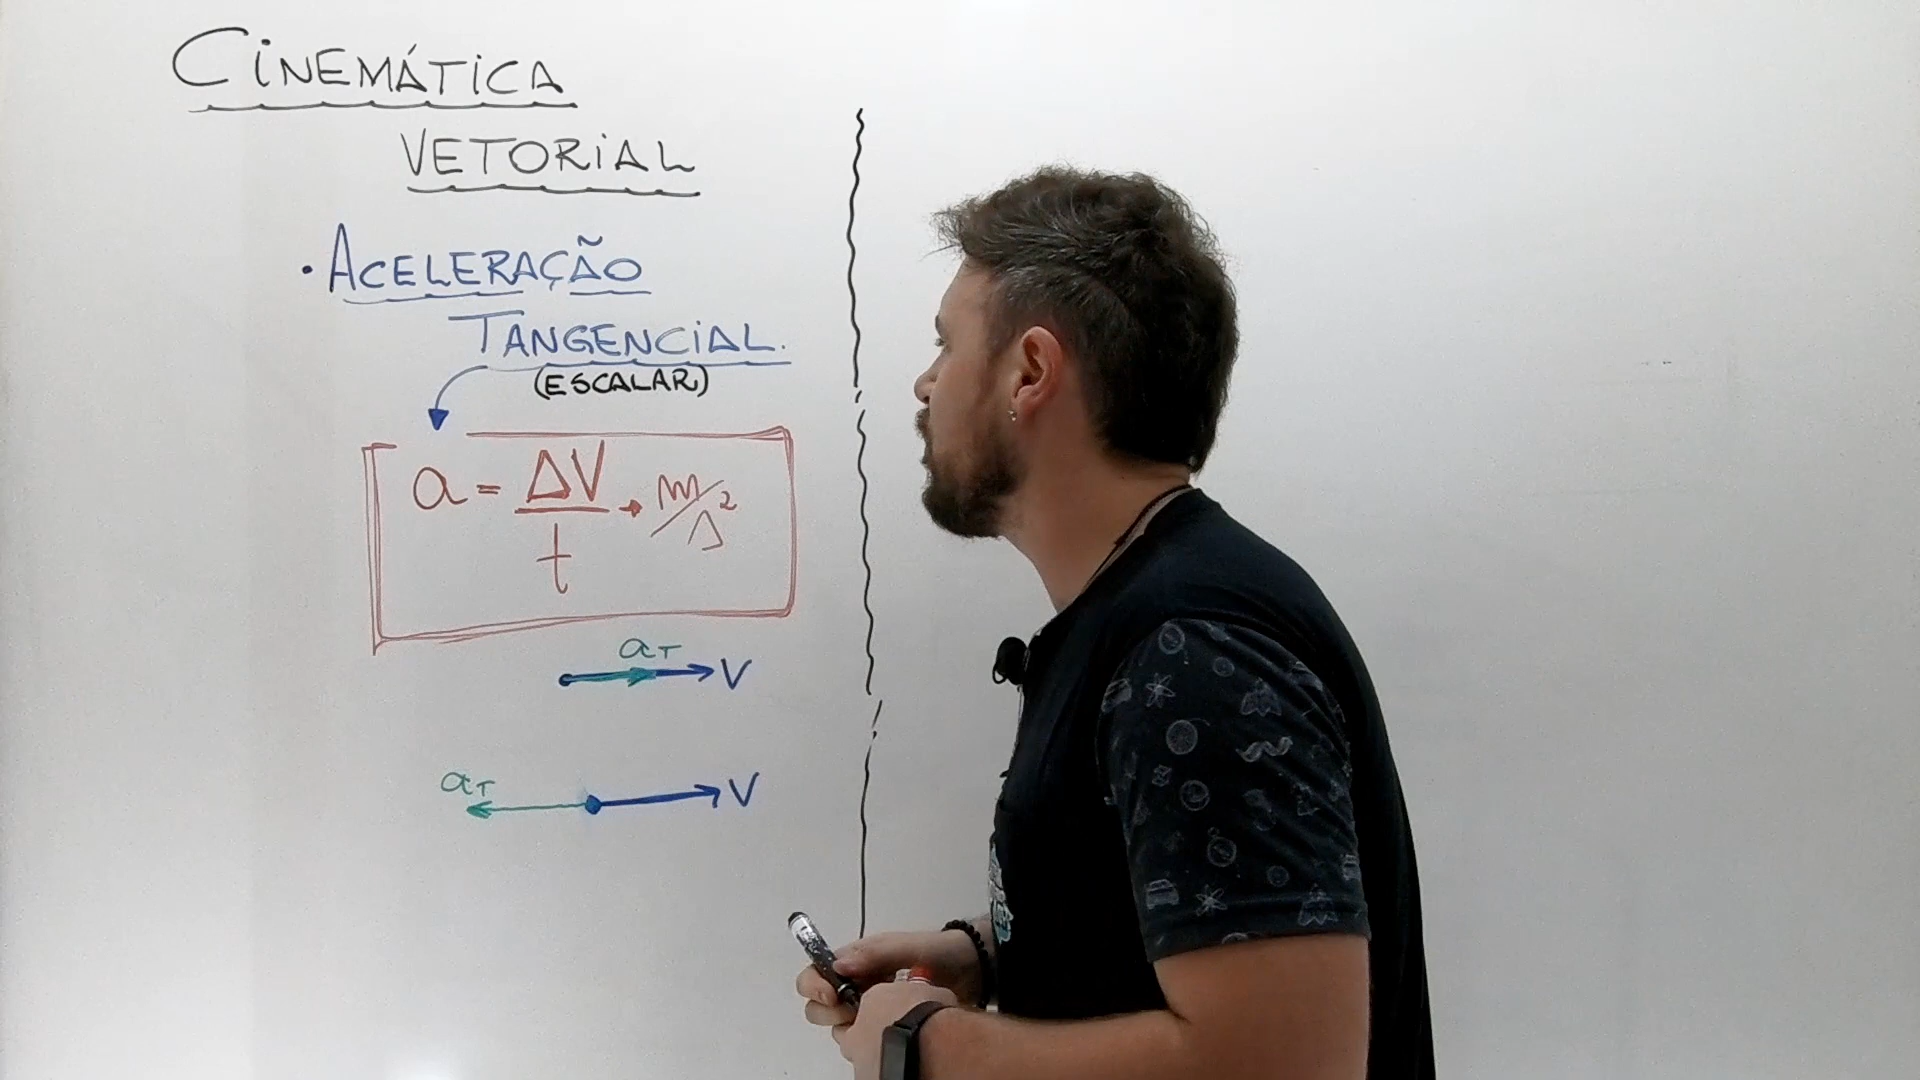 CINEMÁTICA
VETORIAL
• ACELERAÇÃO
TANGENCIAL.
(ESCALAR)
a = ΔV/t → m/s²
aT V
aT V